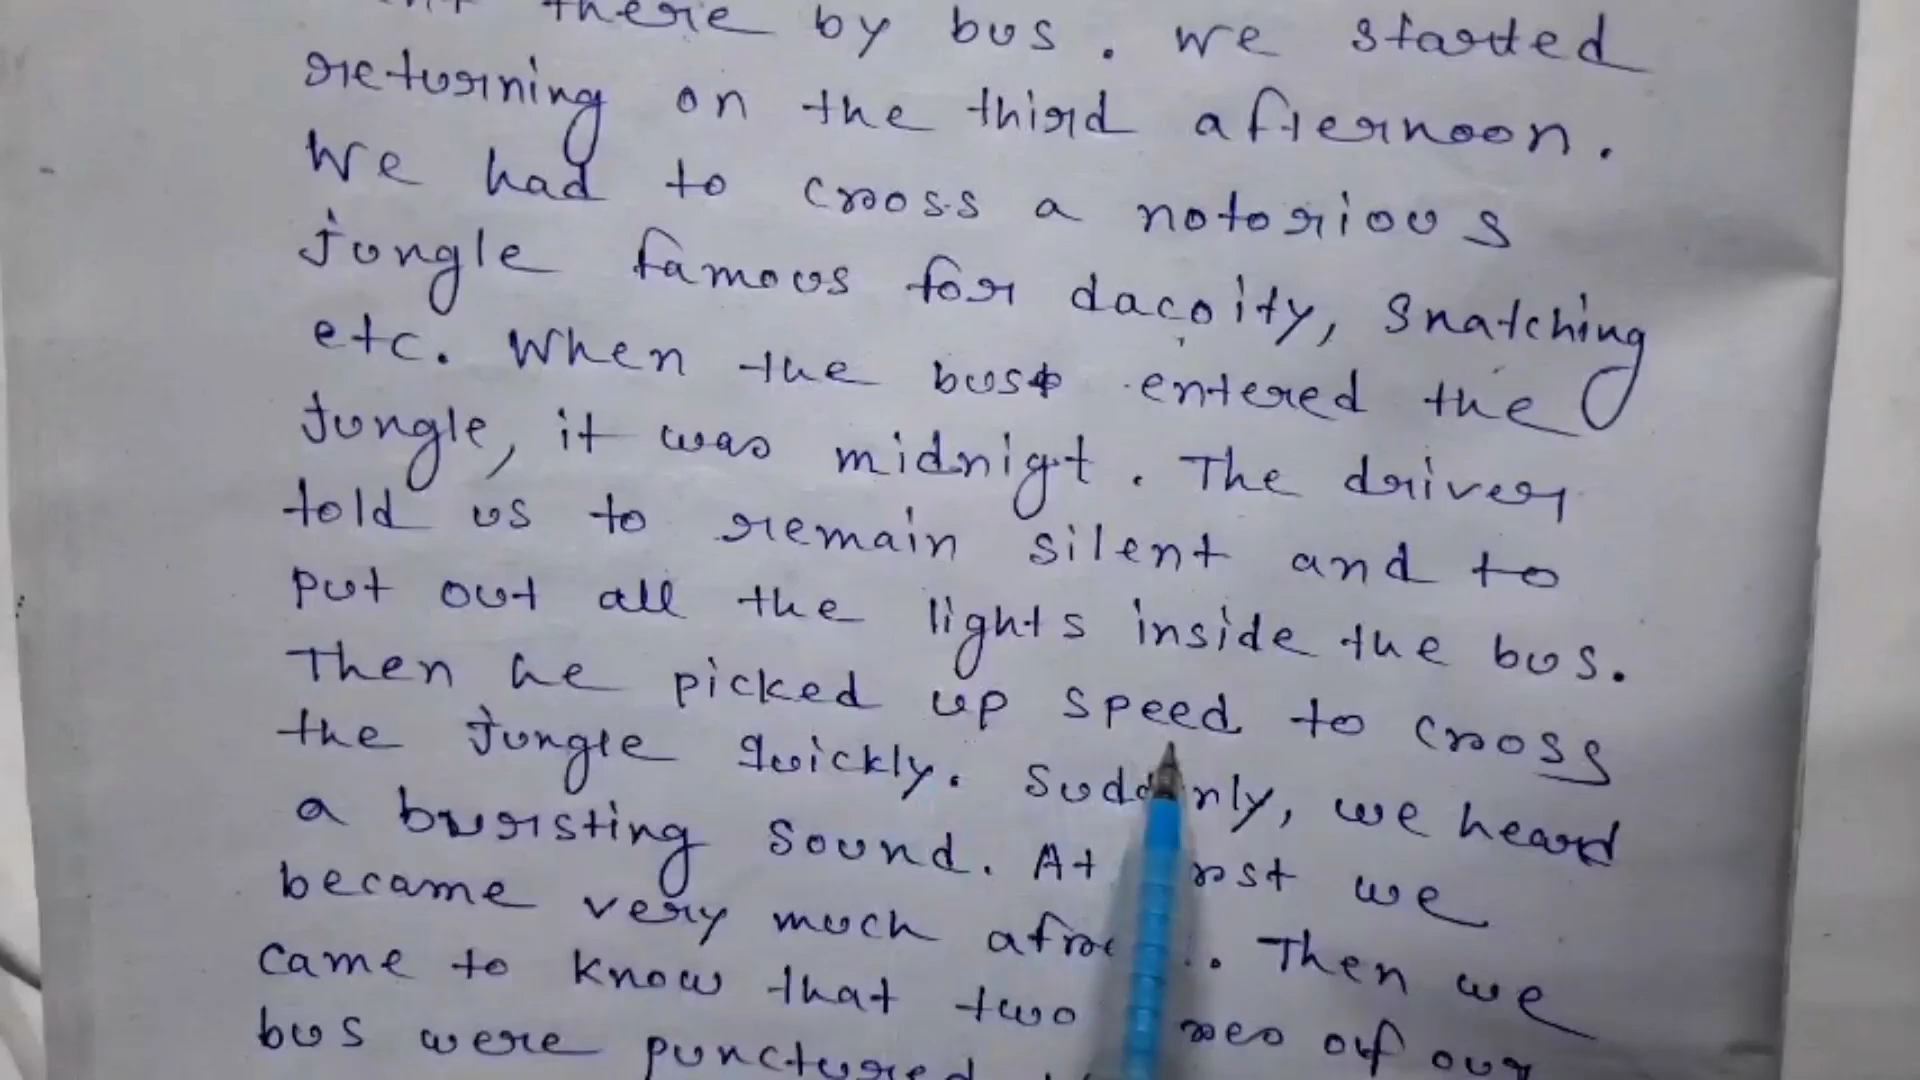 there by bus. We started
returning on the third afternoon.
We had to cross a notorious
jungle famous for dacoity, snatching
etc. When the bus entered the
jungle, it was midnigt. The driver
told us to remain silent and to
put out all the lights inside the bus.
Then he picked up speed to cross
the jungle quickly. we heard
a bursting sound. At we
became very much Then we
came to know that two of our
bus were punctured